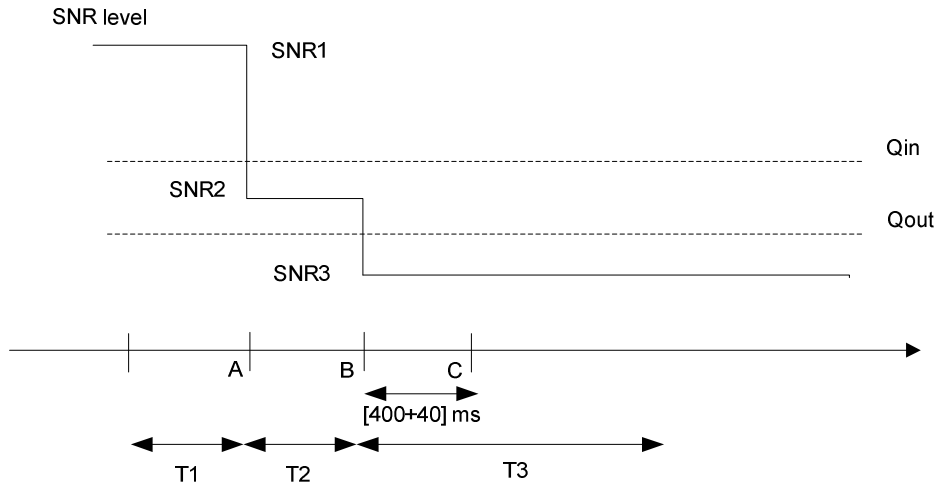 SNR level
SNR1
Qin
SNR2
Qout
SNR3
A
B
C
[400+40] ms
T1
T2
T3